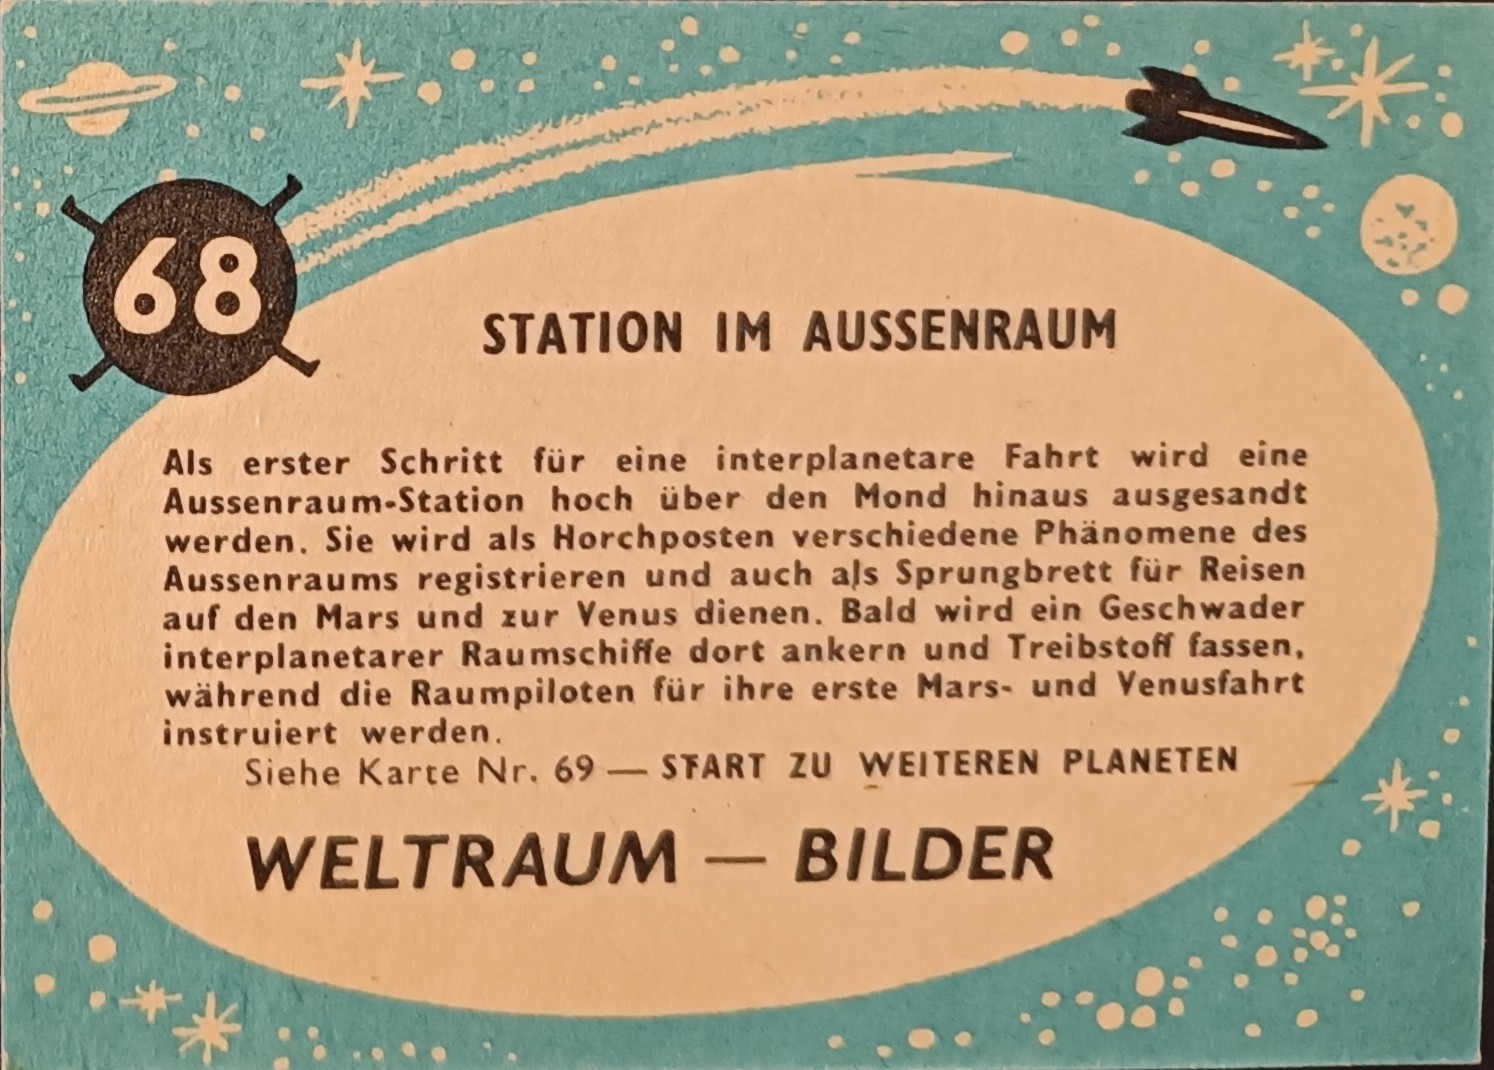 68
STATION IM AUSSENRAUM
Als erster Schritt für eine interplanetare Fahrt wird eine
Aussenraum-Station hoch über den Mond hinaus ausgesandt
werden. Sie wird als Horchposten verschiedene Phänomene des
Aussenraums registrieren und auch als Sprungbrett für Reisen
auf den Mars und zur Venus dienen. Bald wird ein Geschwader
interplanetarer Raumschiffe dort ankern und Treibstoff fassen,
während die Raumpiloten für ihre erste Mars- und Venusfahrt
instruiert werden.
Siehe Karte Nr. 69 — START ZU WEITEREN PLANETEN
WELTRAUM — BILDER